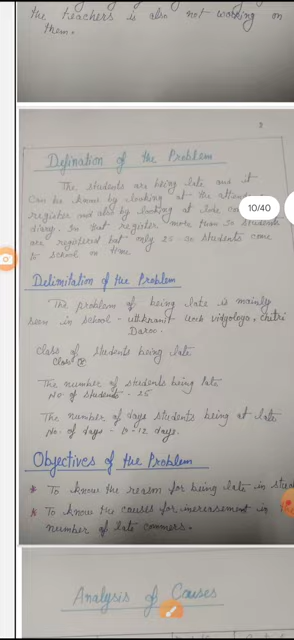 the teachers is also not working on
them.
Defination of the Problem
The students are being late and it
can be know by looking at the
register and also by looking at late
diary. In that register more than 50 students
are registered but only 20 - students come
to school on time
10/40
Delimitation of the Problem
The problem of being late is mainly
seen in school -
Class of students being late
Class
The number of students being late
No. of students - 25
The number of days students being at late
No. of days - 10-12 days.
Objectives of the Problem
* To know the reason for being late in
* To know the causes for increasement in
number of late commers.
Analysis of Causes